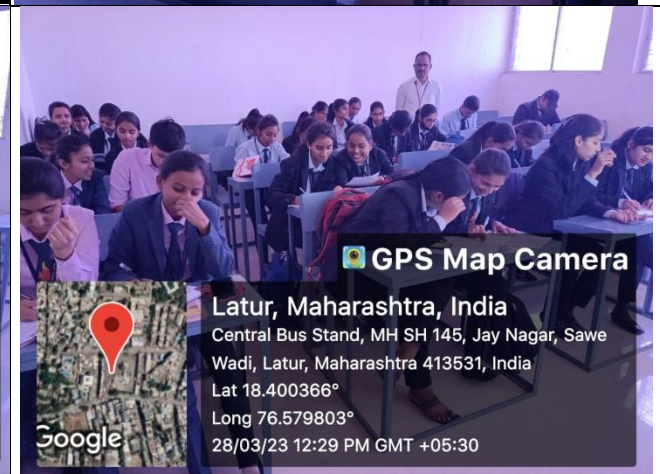 GPS Map Camera
Latur, Maharashtra, India
Central Bus Stand, MH SH 145, Jay Nagar, Sawe
Wadi, Latur, Maharashtra 413531, India
Lat 18.400366°
Long 76.579803°
28/03/23 12:29 PM GMT +05:30
Google